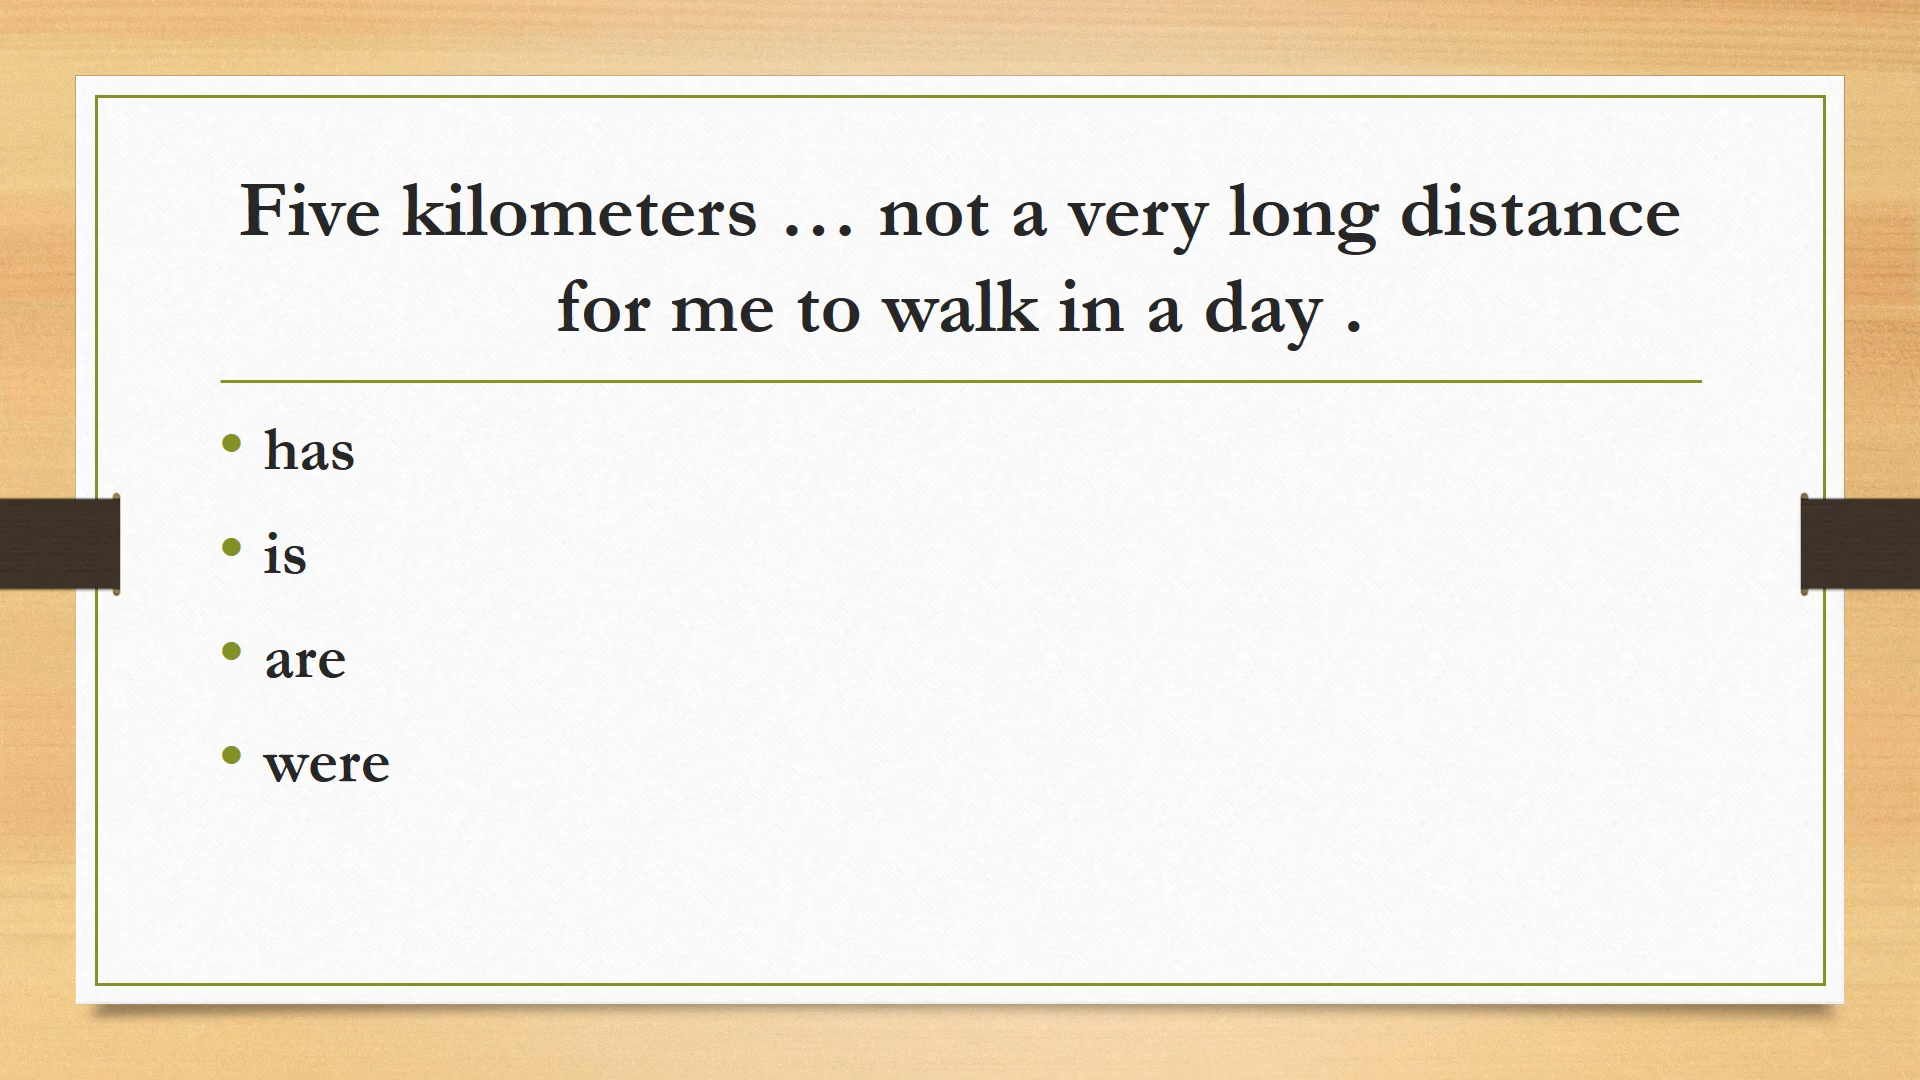 Five kilometers … not a very long distance
for me to walk in a day .
• has
• is
• are
• were